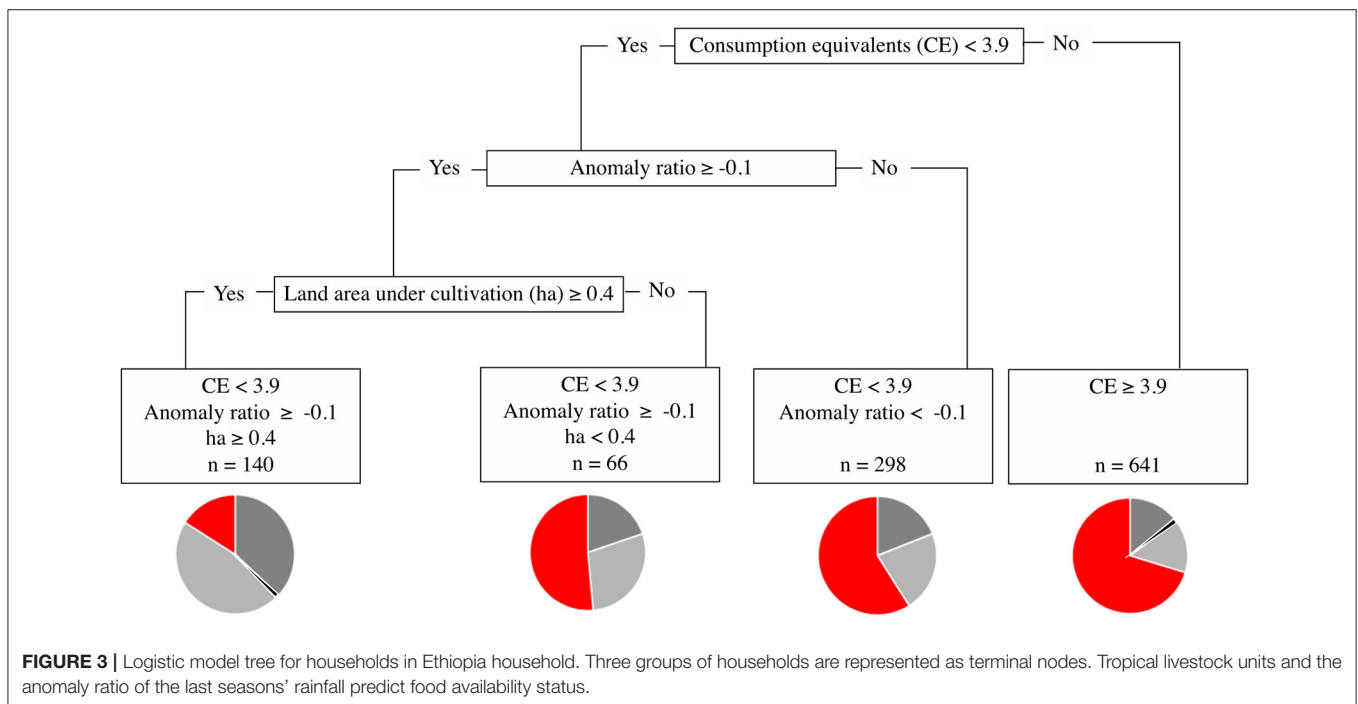 Yes
Consumption equivalents (CE) < 3.9
No
Yes
Anomaly ratio ≥ -0.1
No
Yes
Land area under cultivation (ha) ≥ 0.4
No
CE < 3.9
Anomaly ratio ≥ -0.1
ha ≥ 0.4
n = 140
CE < 3.9
Anomaly ratio ≥ -0.1
ha < 0.4
n = 66
CE < 3.9
Anomaly ratio < -0.1
n = 298
CE ≥ 3.9
n = 641
FIGURE 3 | Logistic model tree for households in Ethiopia household. Three groups of households are represented as terminal nodes. Tropical livestock units and the
anomaly ratio of the last seasons' rainfall predict food availability status.